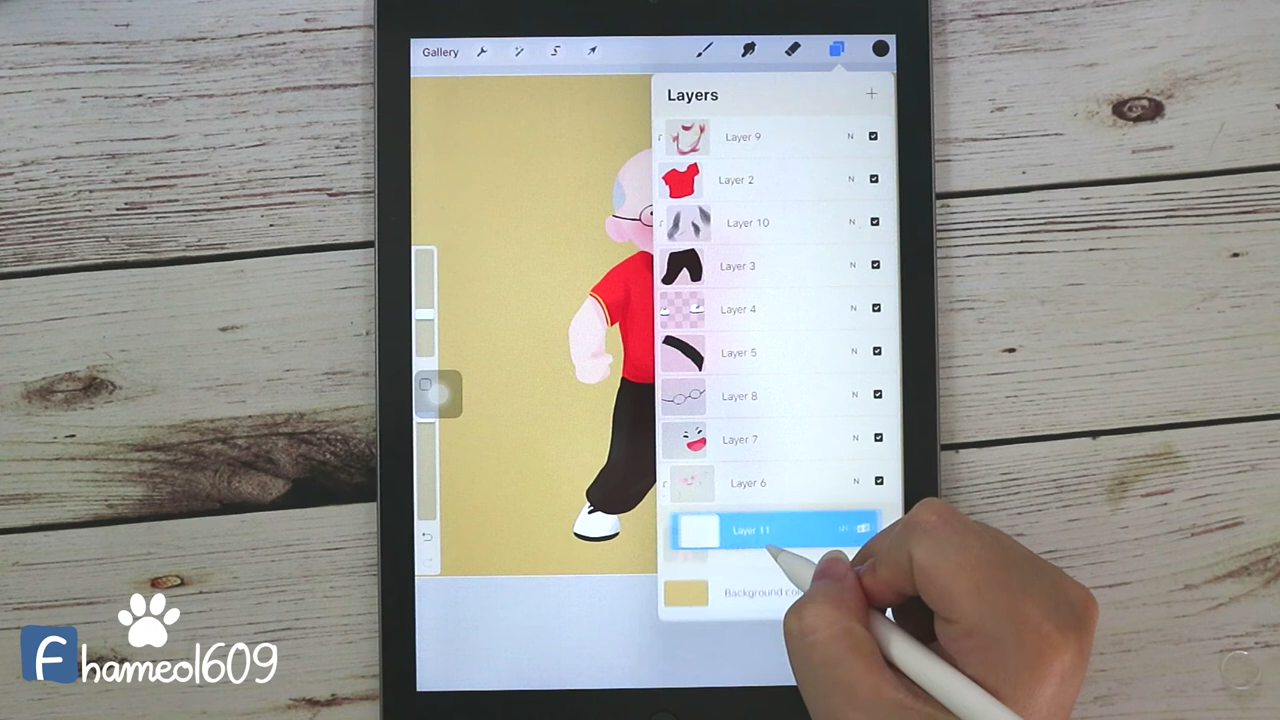 Gallery
Layers
Layer 9 N
Layer 2 N
Layer 10 N
Layer 3 N
Layer 4 N
Layer 5 N
Layer 8 N
Layer 7 N
Layer 6 N
Layer 11 N
Background
f hameol609